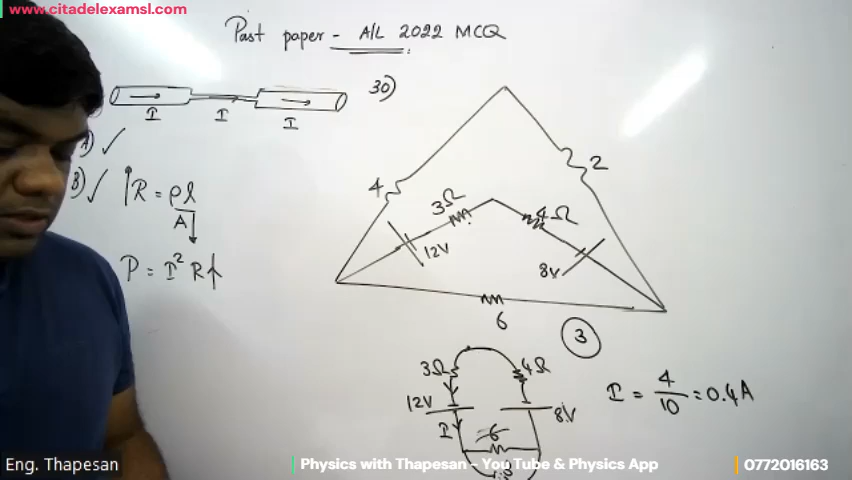 www.citadelexamsl.com
Past paper - A/L 2022 MCQ
30)
I I I
A) ✓
B) ✓ R = ρl
A
P = I² R
4
2
3Ω
4Ω
12V
8V
6
3
3Ω
4Ω
12V
8V
I
6
I = 4/10 = 0.4A
Eng. Thapesan
Physics with Thapesan - You Tube & Physics App
0772016163